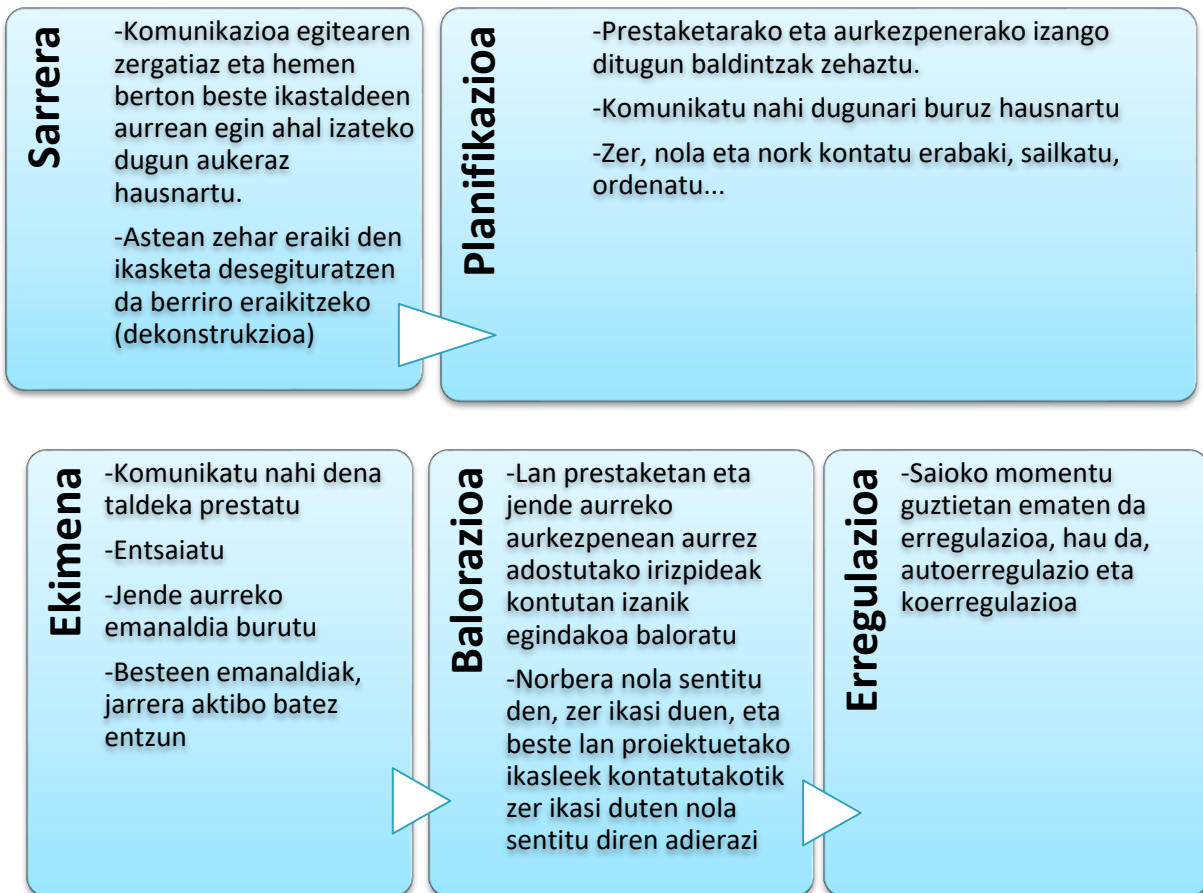 Sarrera
-Komunikazioa egitearen
zergatiaz eta hemen
berton beste ikastaldeen
aurrean egin ahal izateko
dugun aukeraz
hausnartu.
-Astean zehar eraiki den
ikasketa desegituratzen
da berriro eraikitzeko
(dekonstrukzioa)
Planifikazioa
-Prestaketarako eta aurkezpenerako izango
ditugun baldintzak zehaztu.
-Komunikatu nahi dugunari buruz hausnartu
-Zer, nola eta nork kontatu erabaki, sailkatu,
ordenatu...
Ekimena
-Komunikatu nahi dena
taldeka prestatu
-Entsaiatu
-Jende aurreko
emanaldia burutu
-Besteen emanaldiak,
jarrera aktibo batez
entzun
Balorazioa
-Lan prestaketan eta
jende aurreko
aurkezpenean aurrez
adostutako irizpideak
kontutan izanik
egindakoa baloratu
-Norbera nola sentitu
den, zer ikasi duen, eta
beste lan proiektuetako
ikasleek kontatutakotik
zer ikasi duten nola
sentitu diren adierazi
Erregulazioa
-Saioko momentu
guztietan ematen da
erregulazioa, hau da,
autoerregulazio eta
koerregulazioa